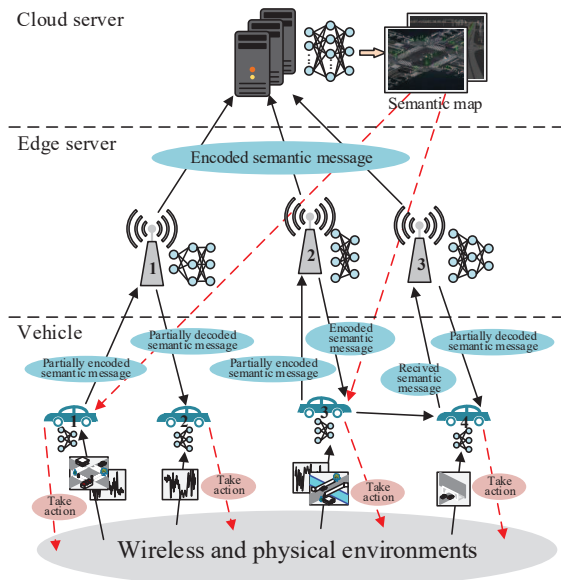 Cloud server
Semantic map
Edge server
Encoded semantic message
1
2
3
Vehicle
Partially encoded
semantic message
Partially decoded
semantic message
Partially encoded
semantic message
Encoded
semantic
message
Recived
semantic
message
Partially decoded
semantic message
1
2
3
4
Take
action
Take
action
Take
action
Take
action
Wireless and physical environments